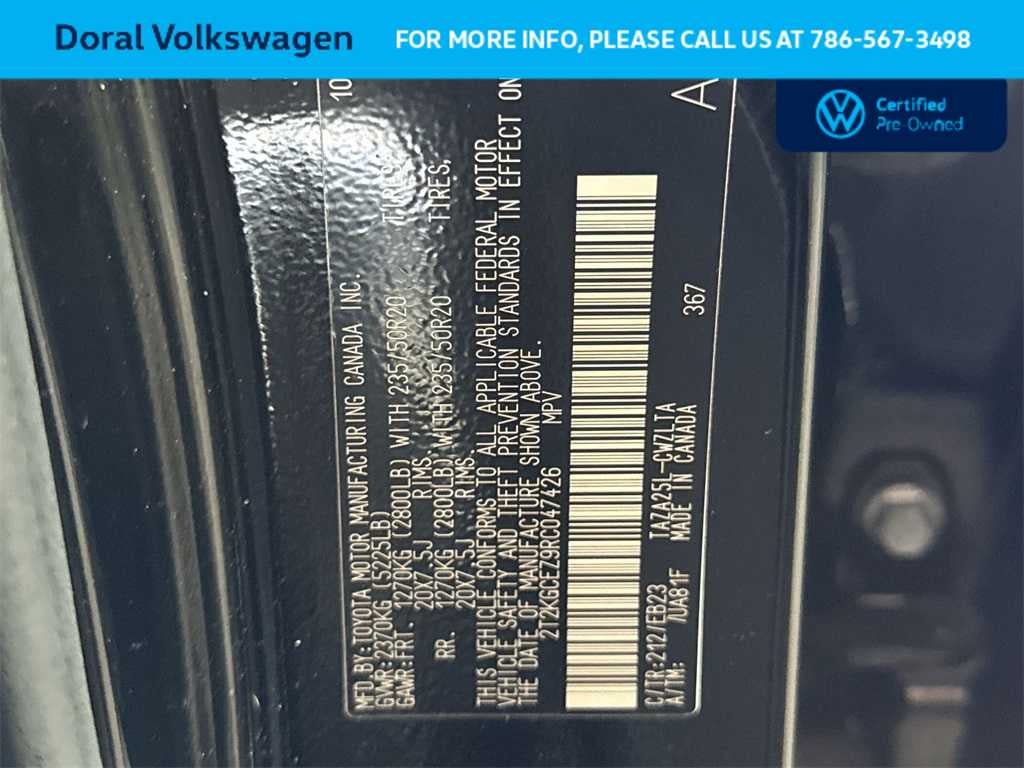 Doral Volkswagen
FOR MORE INFO, PLEASE CALL US AT 786-567-3498
Certified
Pre-Owned
MFD.BY:TOYOTA MOTOR MANUFACTURING CANADA INC. 10
GVWR:2370KG (5225LB)
GAWR:FRT. 1270KG (2800LB) WITH 235/50R20 TIRES,
20X7.5J RIMS.
RR. 1270KG (2800LB) WITH 235/50R20 TIRES,
20X7.5J RIMS.
THIS VEHICLE CONFORMS TO ALL APPLICABLE FEDERAL MOTOR
VEHICLE SAFETY AND THEFT PREVENTION STANDARDS IN EFFECT ON
THE DATE OF MANUFACTURE SHOWN ABOVE.
2T2KGCEZ9RC047426 MPV
C/TR:212/EB23 TAZA25L-CWZLTA 367
A/TM: /UA81F MADE IN CANADA
A